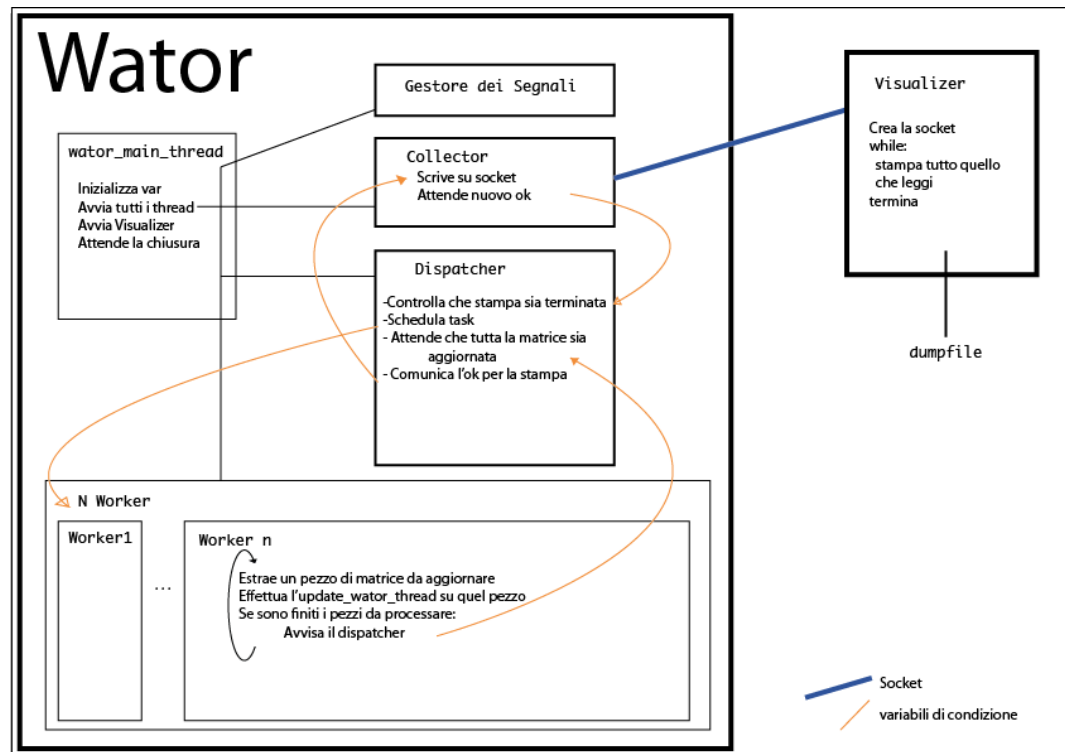 Wator
Gestore dei Segnali
wator_main_thread
Inizializza var
Avvia tutti i thread
Avvia Visualizer
Attende la chiusura
Collector
Scrive su socket
Attende nuovo ok
Dispatcher
-Controlla che stampa sia terminata
-Schedula task
- Attende che tutta la matrice sia
aggiornata
- Comunica l'ok per la stampa
Visualizer
Crea la socket
while:
stampa tutto quello
che leggi
termina
dumpfile
N Worker
Worker1
...
Worker n
Estrae un pezzo di matrice da aggiornare
Effettua l'update_wator_thread su quel pezzo
Se sono finiti i pezzi da processare:
Avvisa il dispatcher
Socket
variabili di condizione